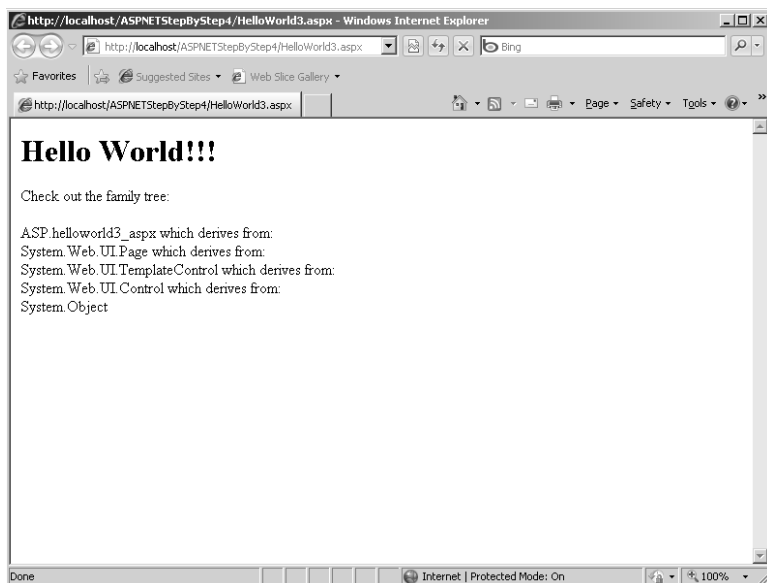 http://localhost/ASPNETStepByStep4/HelloWorld3.aspx - Windows Internet Explorer
http://localhost/ASPNETStepByStep4/HelloWorld3.aspx
Bing
Favorites
Suggested Sites
Web Slice Gallery
http://localhost/ASPNETStepByStep4/HelloWorld3.aspx
Page
Safety
Tools
Hello World!!!
Check out the family tree:
ASP.helloworld3_aspx which derives from:
System.Web.UI.Page which derives from:
System.Web.UI.TemplateControl which derives from:
System.Web.UI.Control which derives from:
System.Object
Done
Internet | Protected Mode: On
100%